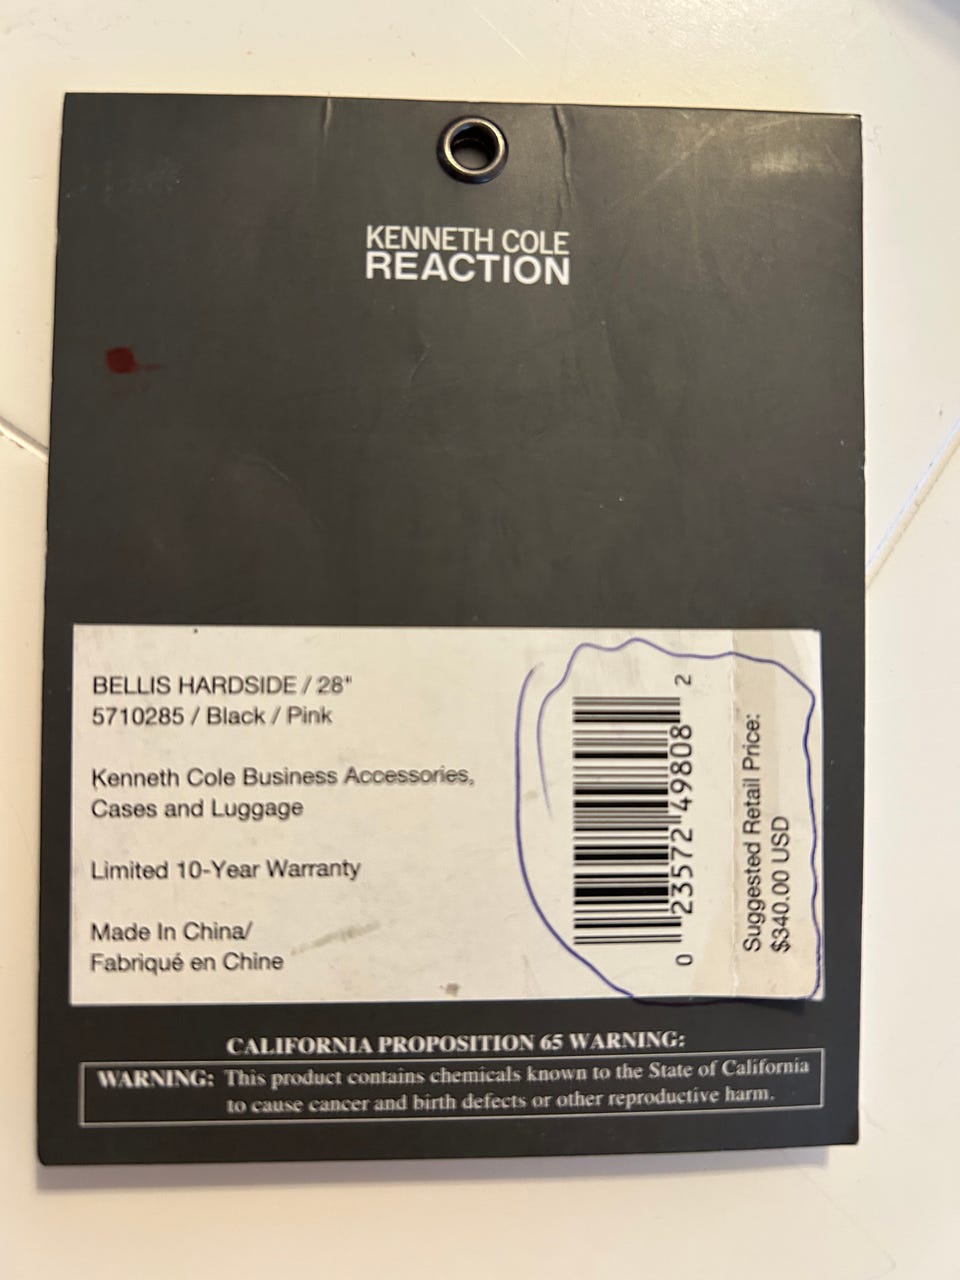 KENNETH COLE
REACTION
BELLIS HARDSIDE / 28"
5710285 / Black / Pink
Kenneth Cole Business Accessories,
Cases and Luggage
Limited 10-Year Warranty
Made In China/
Fabriqué en Chine
0 23572 49808 2
Suggested Retail Price:
$340.00 USD
CALIFORNIA PROPOSITION 65 WARNING:
WARNING: This product contains chemicals known to the State of California
to cause cancer and birth defects or other reproductive harm.